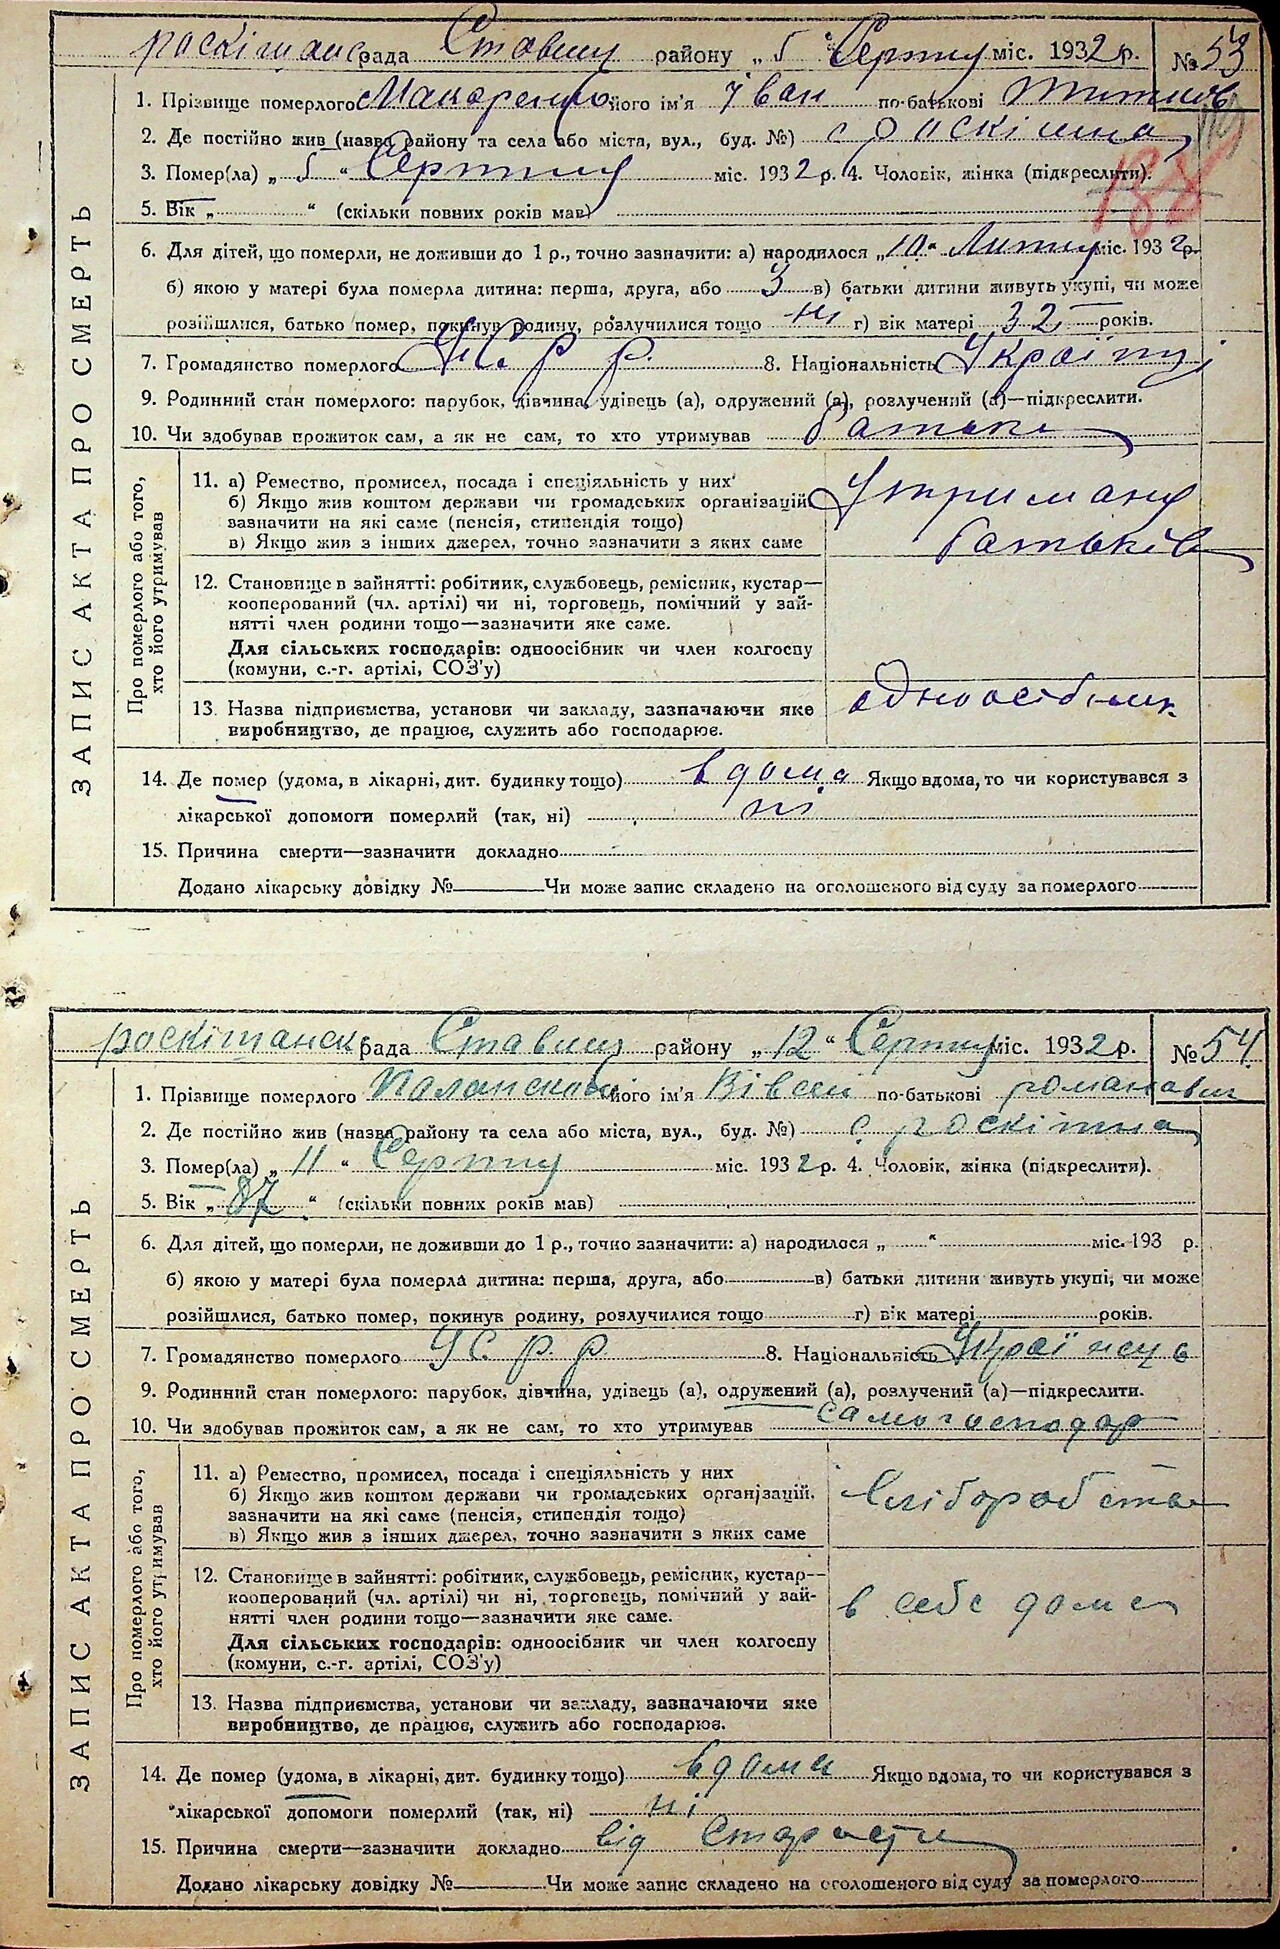 ЗАПИС АКТА ПРО СМЕРТЬ
рада Ставищ району „ 5 “ Серпня міс. 1932 р. № 53
1. Прізвище померлого Макаренко його ім'я Іван по-батькові
2. Де постійно жив (назва району та села або міста, вул., буд. №) с роскішна
3. Помер(ла) „ 5 “ Серпня міс. 1932 р. 4. Чоловік, жінка (підкреслити).
5. Вік „ “ (скільки повних років мав)
6. Для дітей, що померли, не доживши до 1 р., точно зазначити: а) народилося „10“ Лютня міс. 1932 р.
б) якою у матері була померла дитина: перша, друга, або 3 в) батьки дитини живуть укупі, чи може
розійшлися, батько помер, покинув родину, розлучилися тощо ні г) вік матері 32 років.
7. Громадянство померлого УСРР. 8. Національність
9. Родинний стан померлого: парубок, дівчина, удівець (а), одружений (а), розлучений (а)—підкреслити.
10. Чи здобував прожиток сам, а як не сам, то хто утримував батьки
Про померлого або того, хто його утримував
11. а) Ремество, промисел, посада і спеціяльність у них
б) Якщо жив коштом держави чи громадських організацій
зазначити на які саме (пенсія, стипендія тощо)
в) Якщо жив з інших джерел, точно зазначити з яких саме
батьків
12. Становище в зайнятті: робітник, службовець, ремісник, кустар—
кооперований (чл. артілі) чи ні, торговець, помічний у зай-
нятті член родини тощо—зазначити яке саме.
Для сільських господарів: одноосібник чи член колгоспу
(комуни, с.-г. артілі, СОЗ'у)
одноосібник
13. Назва підприємства, установи чи закладу, зазначаючи яке
виробництво, де працює, служить або господарює.
14. Де помер (удома, в лікарні, дит. будинку тощо) вдома Якщо вдома, то чи користувався з
лікарської допомоги померлий (так, ні) ні
15. Причина смерти—зазначити докладно
Додано лікарську довідку № Чи може запис складено на оголошеного від суду за померлого
ЗАПИС АКТА ПРО СМЕРТЬ
роскішанск рада Ставищ району „ 12 “ Серпня міс. 1932 р. № 54
1. Прізвище померлого його ім'я по-батькові
2. Де постійно жив (назва району та села або міста, вул., буд. №) с. роскішна
3. Помер(ла) „ 11 “ Серпня міс. 1932 р. 4. Чоловік, жінка (підкреслити).
5. Вік „ 87 “ (скільки повних років мав)
6. Для дітей, що померли, не доживши до 1 р., точно зазначити: а) народилося „ “ міс. 193 р.
б) якою у матері була померла дитина: перша, друга, або в) батьки дитини живуть укупі, чи може
розійшлися, батько помер, покинув родину, розлучилися тощо г) вік матері років.
7. Громадянство померлого УСРР 8. Національність
9. Родинний стан померлого: парубок, дівчина, удівець (а), одружений (а), розлучений (а)—підкреслити.
10. Чи здобував прожиток сам, а як не сам, то хто утримував сам господар
Про померлого або того, хто його утримував
11. а) Ремество, промисел, посада і спеціяльність у них
б) Якщо жив коштом держави чи громадських організацій,
зазначити на які саме (пенсія, стипендія тощо)
в) Якщо жив з інших джерел, точно зазначити з яких саме
12. Становище в зайнятті: робітник, службовець, ремісник, кустар—
кооперований (чл. артілі) чи ні, торговець, помічний у зай-
нятті член родини тощо—зазначити яке саме.
Для сільських господарів: одноосібник чи член колгоспу
(комуни, с.-г. артілі, СОЗ'у)
в себе дома
13. Назва підприємства, установи чи закладу, зазначаючи яке
виробництво, де працює, служить або господарює.
14. Де помер (удома, в лікарні, дит. будинку тощо) вдома Якщо вдома, то чи користувався з
лікарської допомоги померлий (так, ні) ні
15. Причина смерти—зазначити докладно від Старости
Додано лікарську довідку № Чи може запис складено на оголошеного від суду за померлого